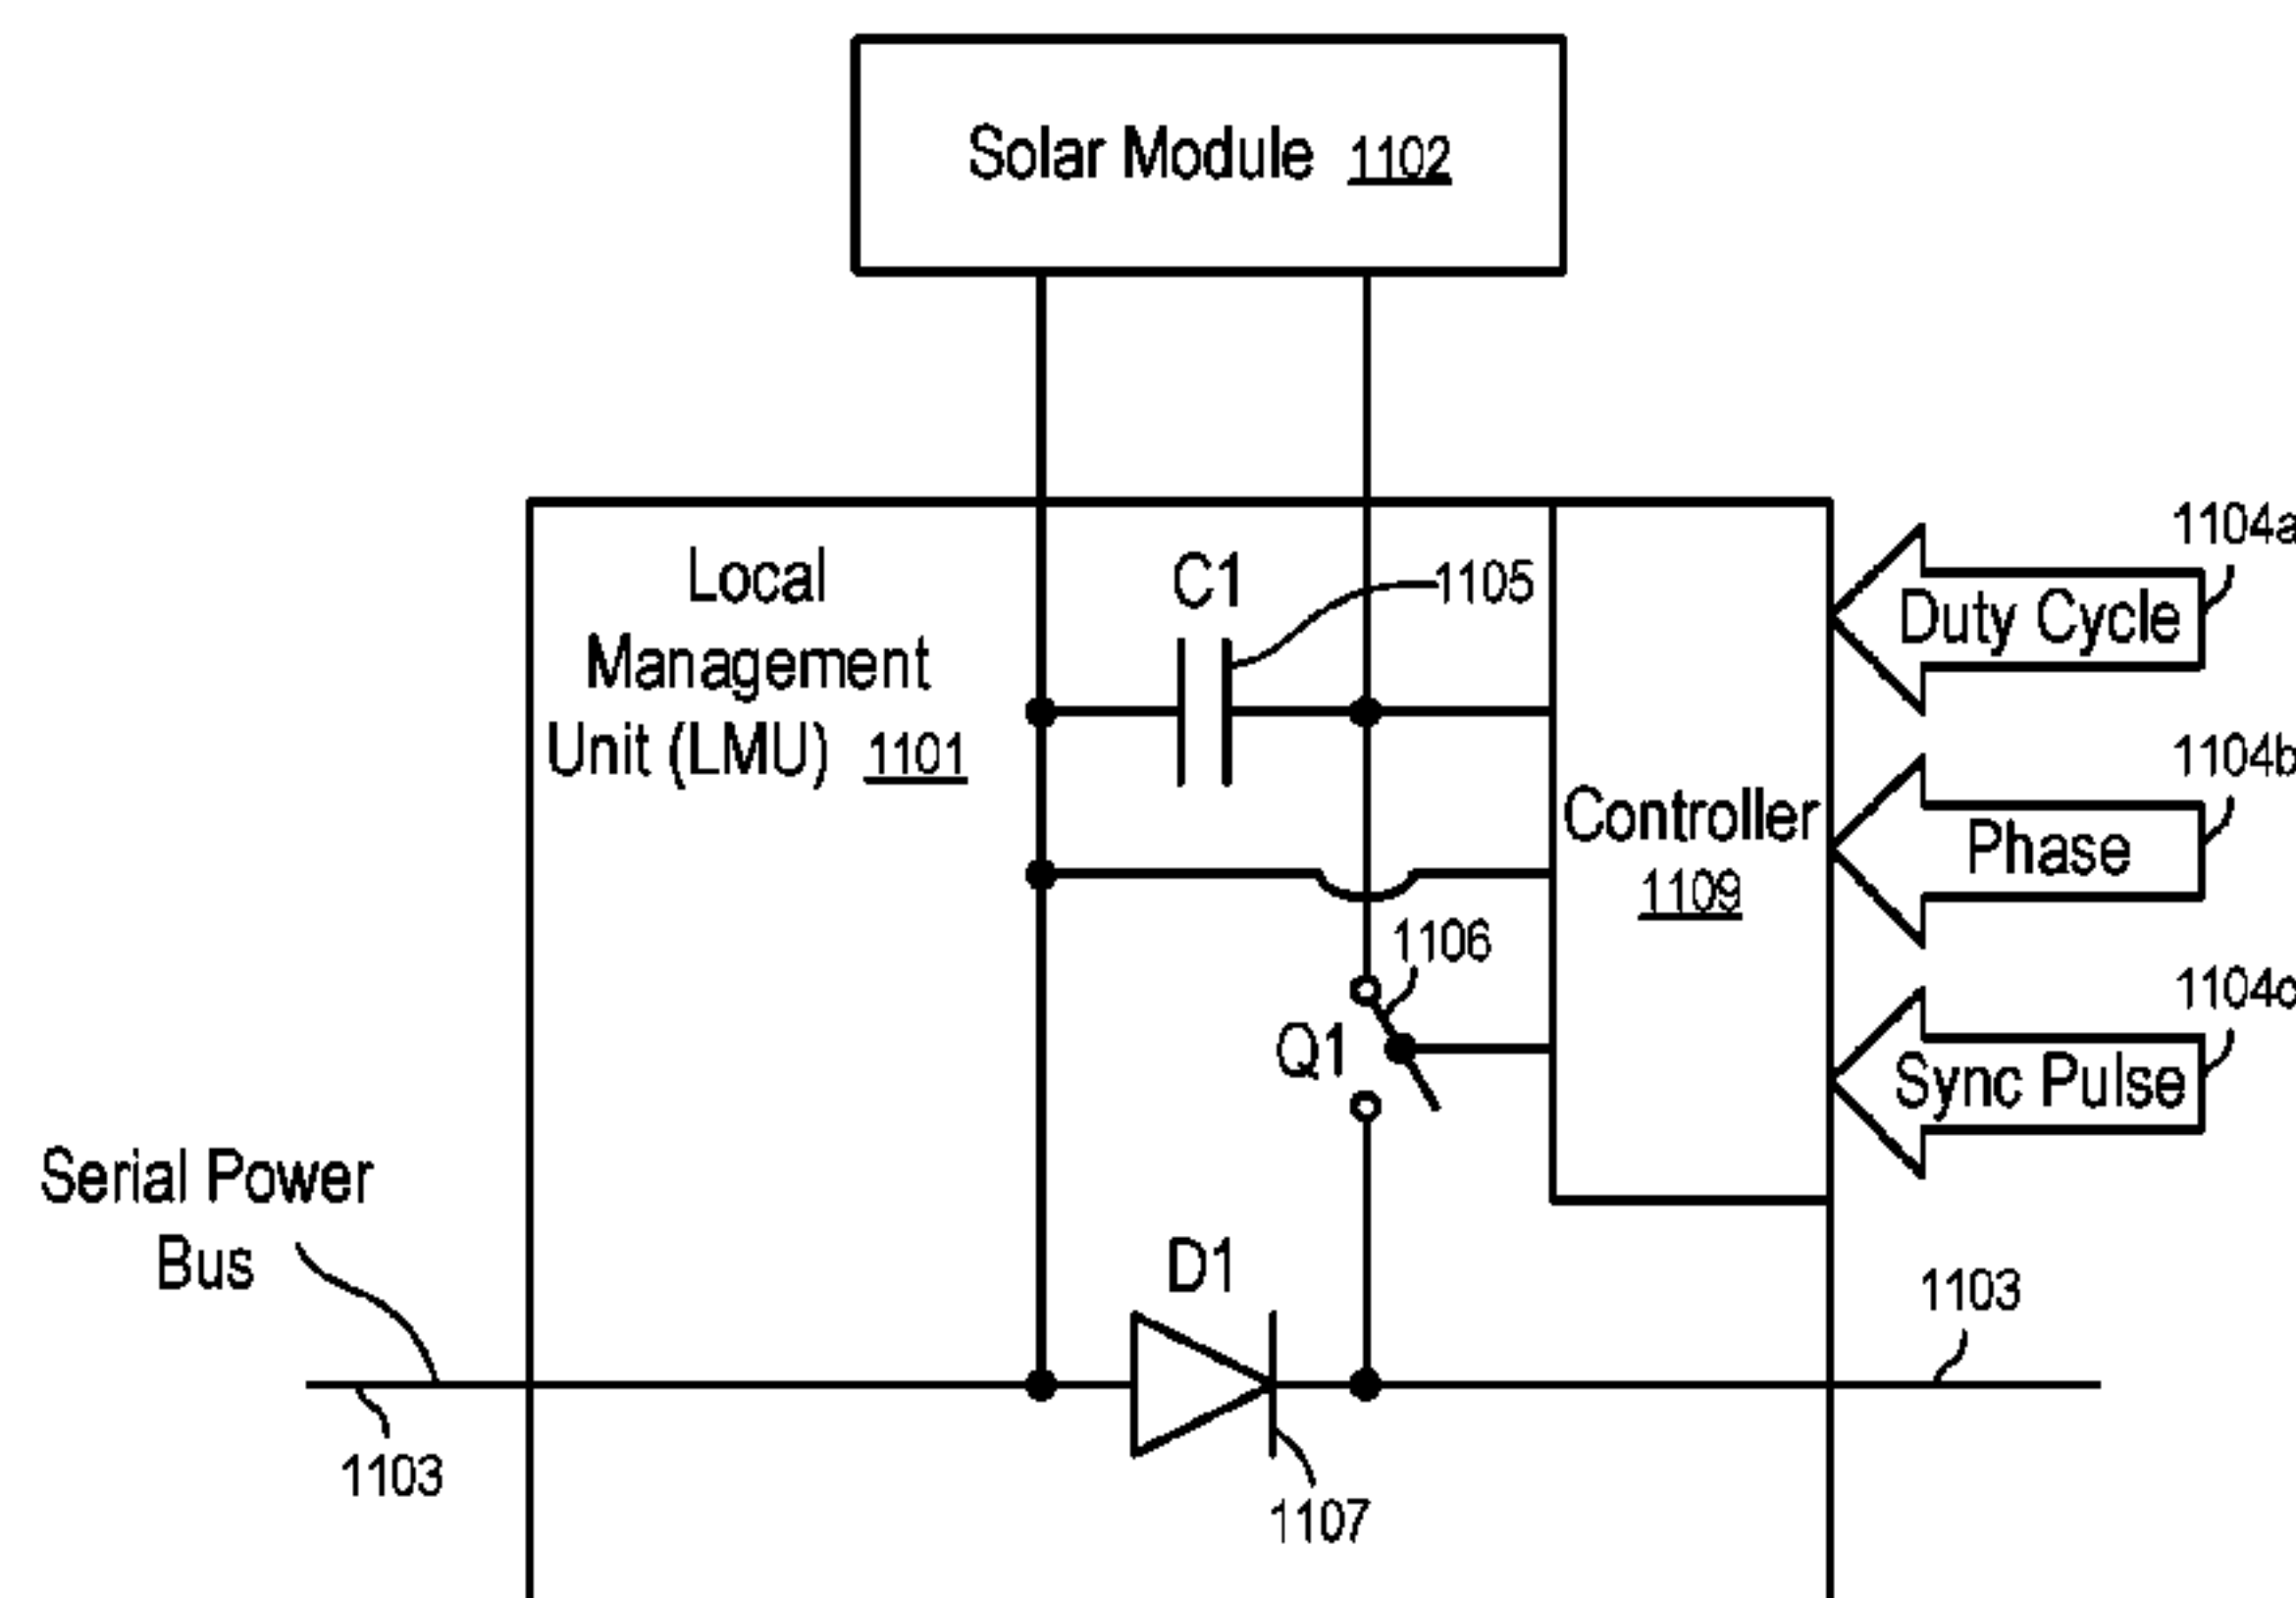 Solar Module 1102
Local
Management
Unit (LMU) 1101
C1
1105
1104a
Duty Cycle
1104b
Phase
Controller
1109
1106
1104c
Q1
Sync Pulse
Serial Power
Bus
D1
1103
1103
1107